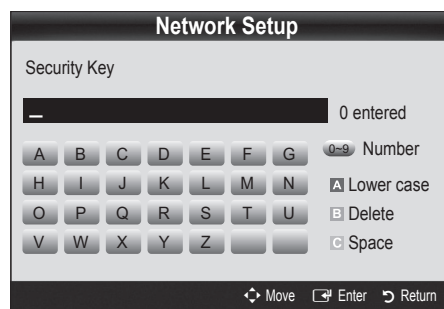 Network Setup
Security Key
_ 0 entered
A B C D E F G 0~9 Number
H I J K L M N A Lower case
O P Q R S T U B Delete
V W X Y Z C Space
Move Enter Return